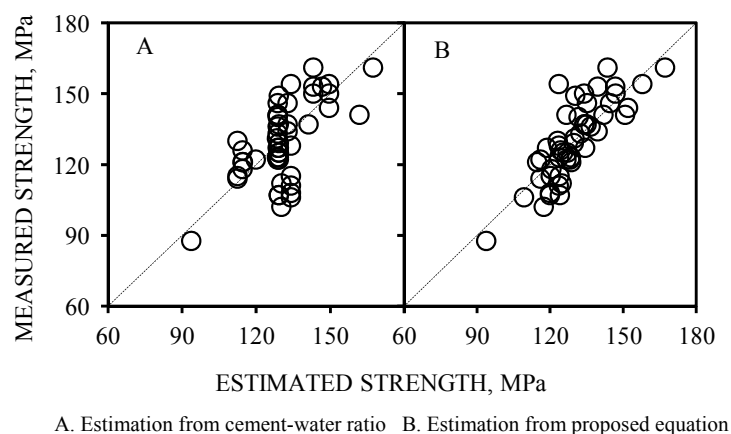 180
150
120
90
60
MEASURED STRENGTH, MPa
A
B
60 90 120 150 60 90 120 150 180
ESTIMATED STRENGTH, MPa
A. Estimation from cement-water ratio B. Estimation from proposed equation